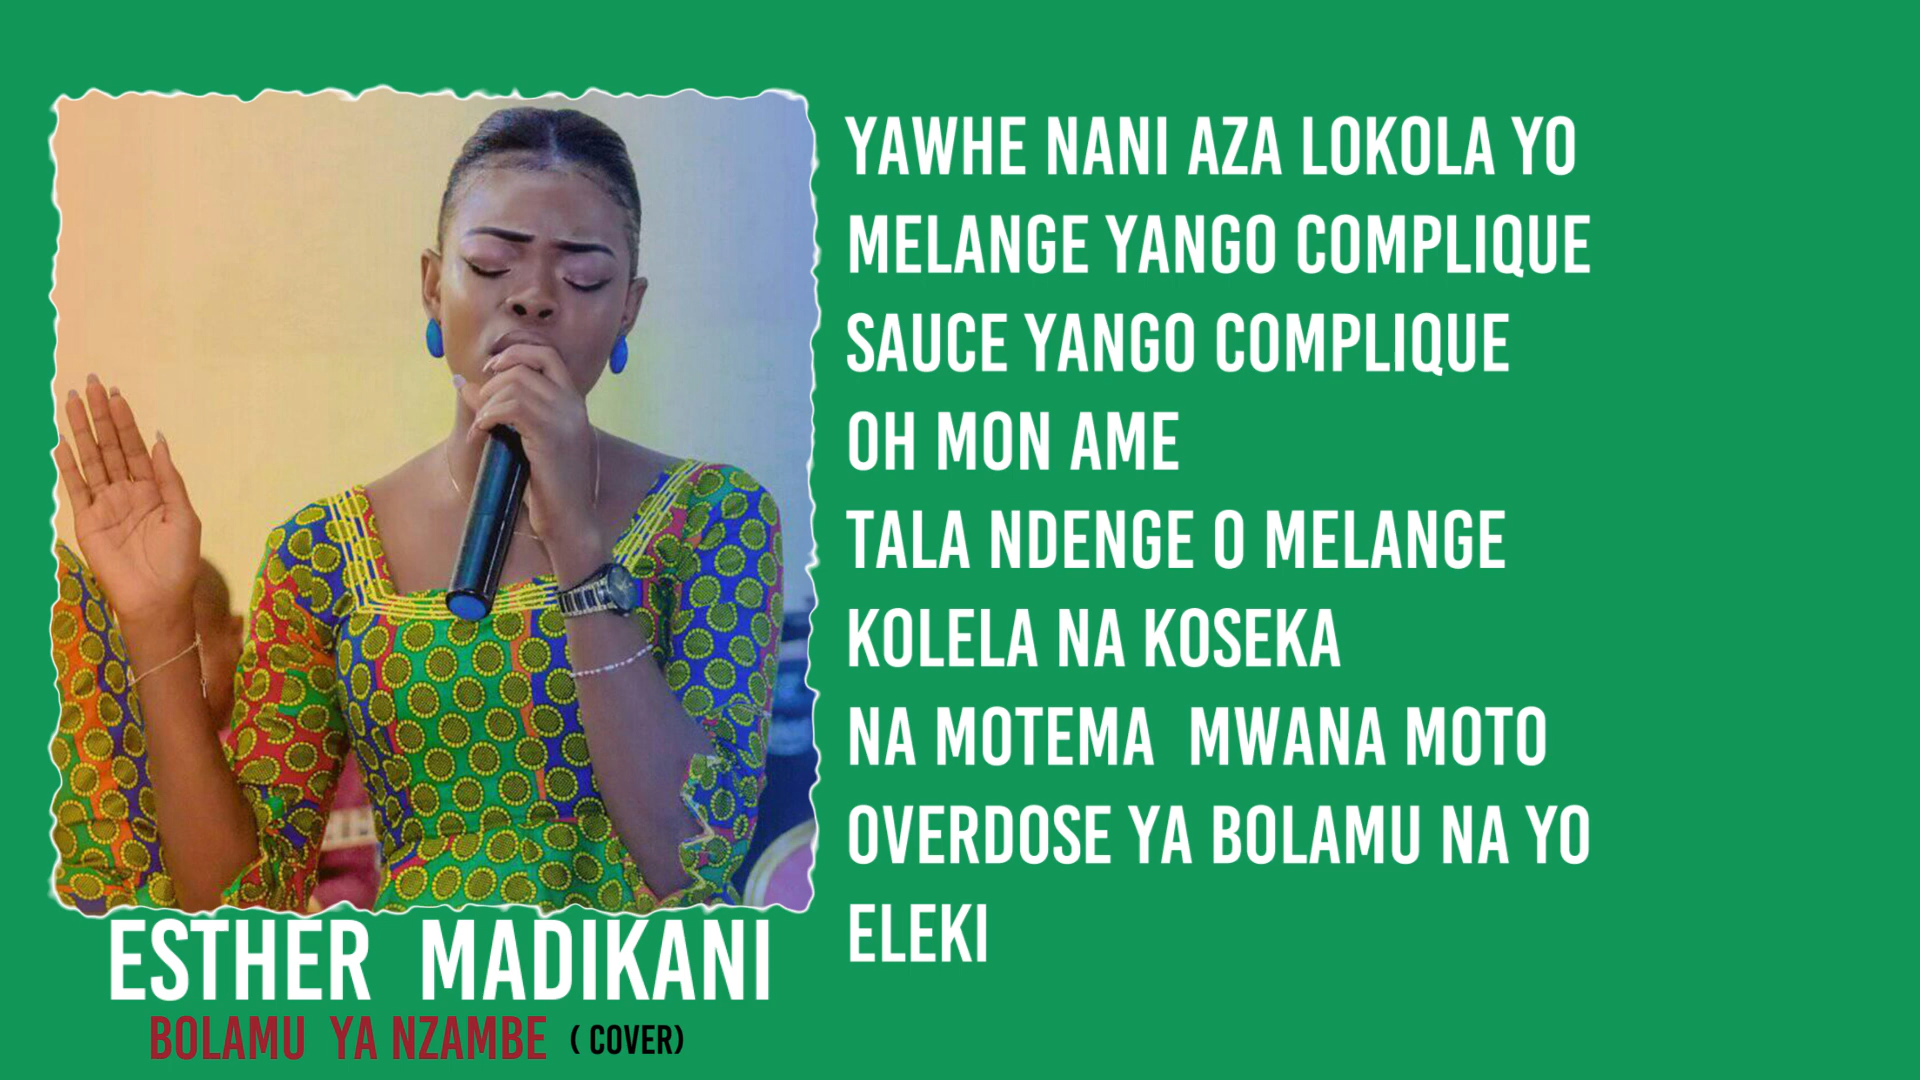 YAWHE NANI AZA LOKOLA YO
MELANGE YANGO COMPLIQUE
SAUCE YANGO COMPLIQUE
OH MON AME
TALA NDENGE O MELANGE
KOLELA NA KOSEKA
NA MOTEMA MWANA MOTO
OVERDOSE YA BOLAMU NA YO
ELEKI
ESTHER MADIKANI
BOLAMU YA NZAMBE ( COVER)